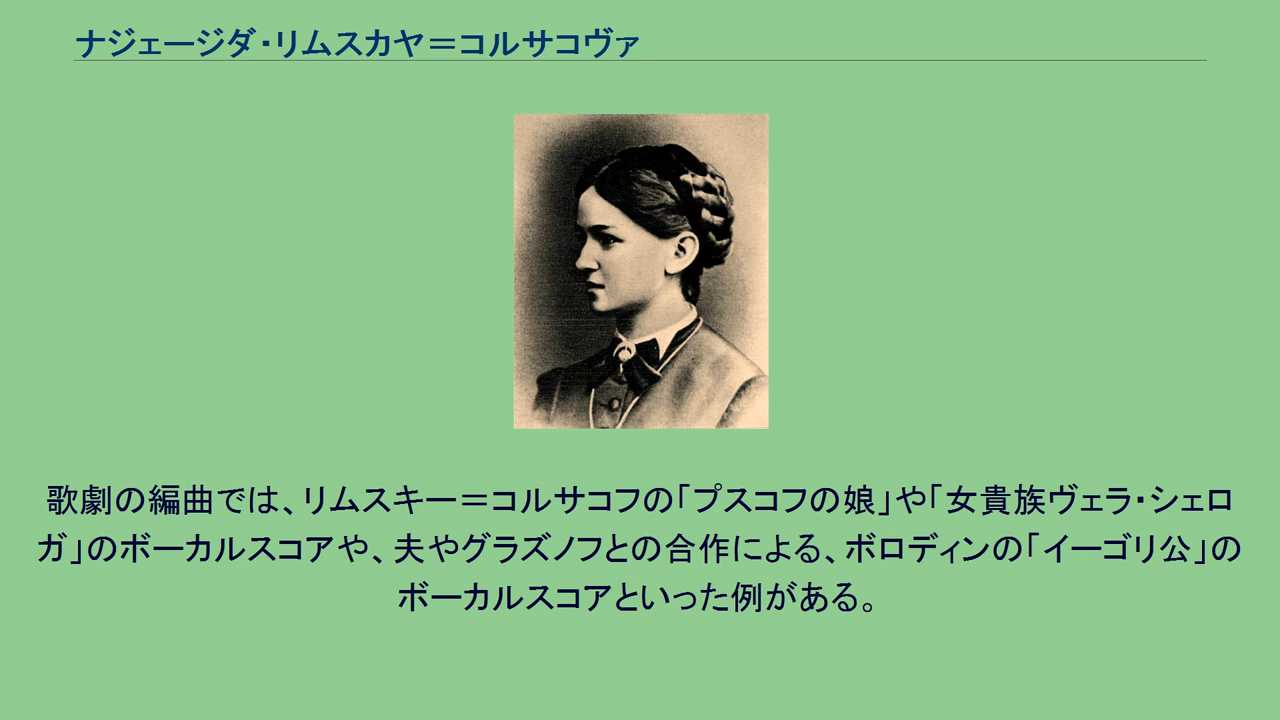 ナジェージダ・リムスカヤ＝コルサコヴァ
歌劇の編曲では、リムスキー＝コルサコフの「プスコフの娘」や「女貴族ヴェラ・シェロ
ガ」のボーカルスコアや、夫やグラズノフとの合作による、ボロディンの「イーゴリ公」の
ボーカルスコアといった例がある。